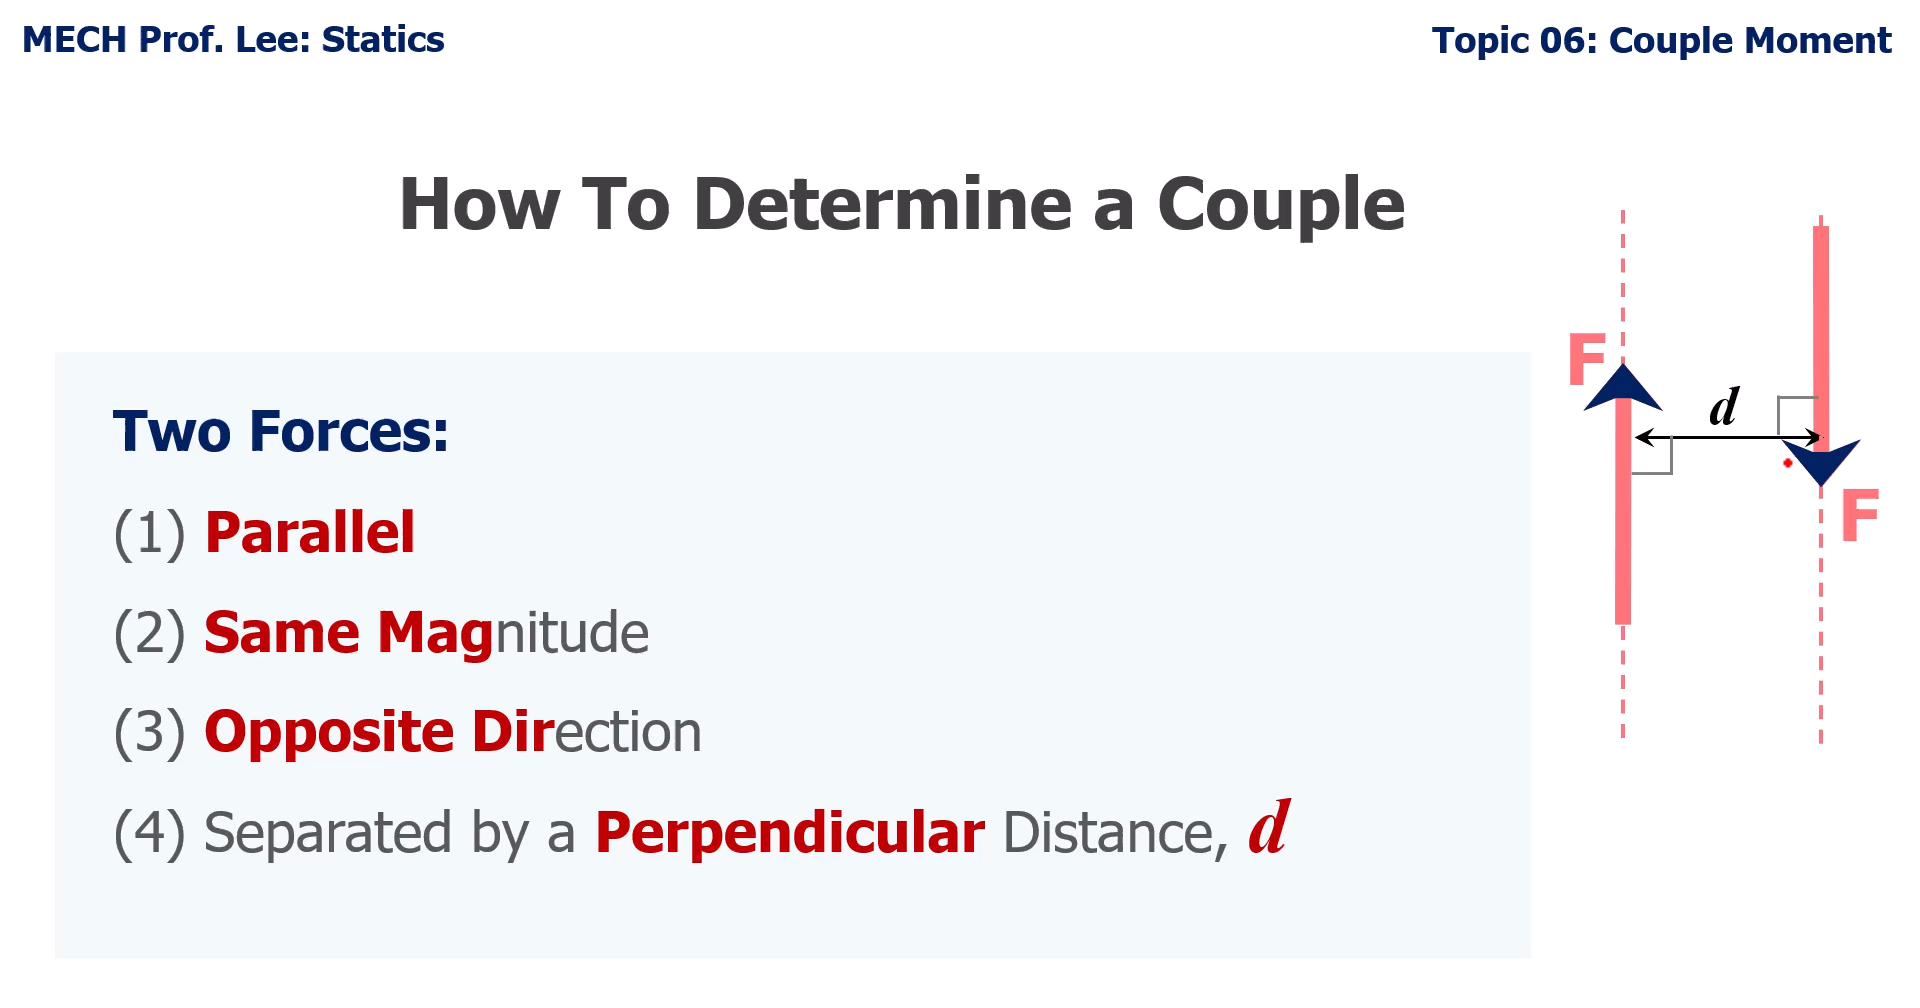 MECH Prof. Lee: Statics
Topic 06: Couple Moment
How To Determine a Couple
Two Forces:
(1) Parallel
(2) Same Magnitude
(3) Opposite Direction
(4) Separated by a Perpendicular Distance, d
F
d
F